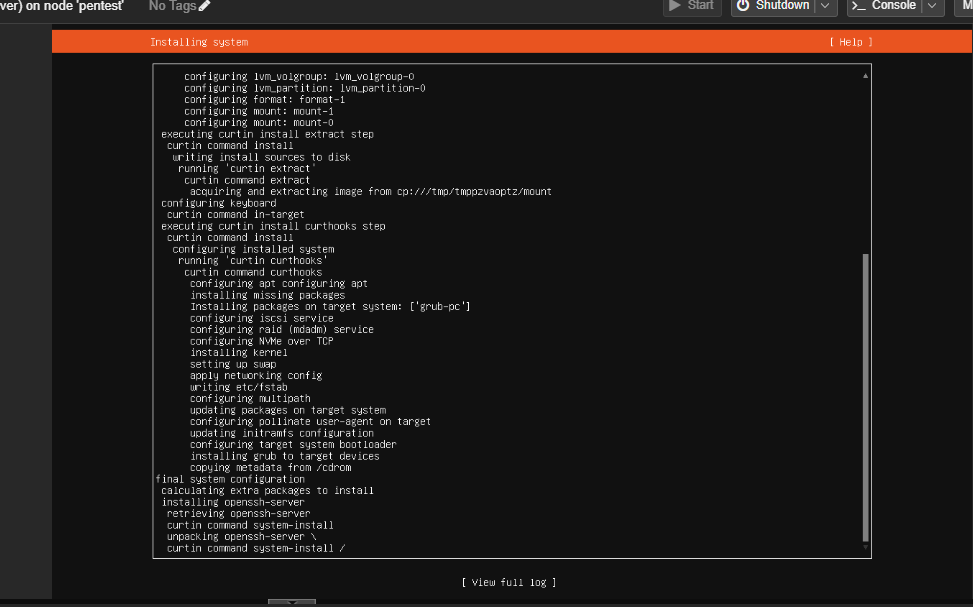 ver) on node 'pentest' No Tags Start Shutdown Console M
Installing system [ Help ]
configuring lvm_volgroup: lvm_volgroup-0
configuring lvm_partition: lvm_partition-0
configuring format: format-1
configuring mount: mount-1
configuring mount: mount-0
executing curtin install extract step
curtin command install
writing install sources to disk
running 'curtin extract'
curtin command extract
acquiring and extracting image from cp:///tmp/tmppzvaoptz/mount
configuring keyboard
curtin command in-target
executing curtin install curthooks step
curtin command install
configuring installed system
running 'curtin curthooks'
curtin command curthooks
configuring apt configuring apt
installing missing packages
Installing packages on target system: ['grub-pc']
configuring iscsi service
configuring raid (mdadm) service
configuring NVMe over TCP
installing kernel
setting up swap
apply networking config
writing etc/fstab
configuring multipath
updating packages on target system
configuring pollinate user-agent on target
updating initramfs configuration
configuring target system bootloader
installing grub to target devices
copying metadata from /cdrom
final system configuration
calculating extra packages to install
installing openssh-server
retrieving openssh-server
curtin command system-install
unpacking openssh-server \
curtin command system-install /
[ View full log ]